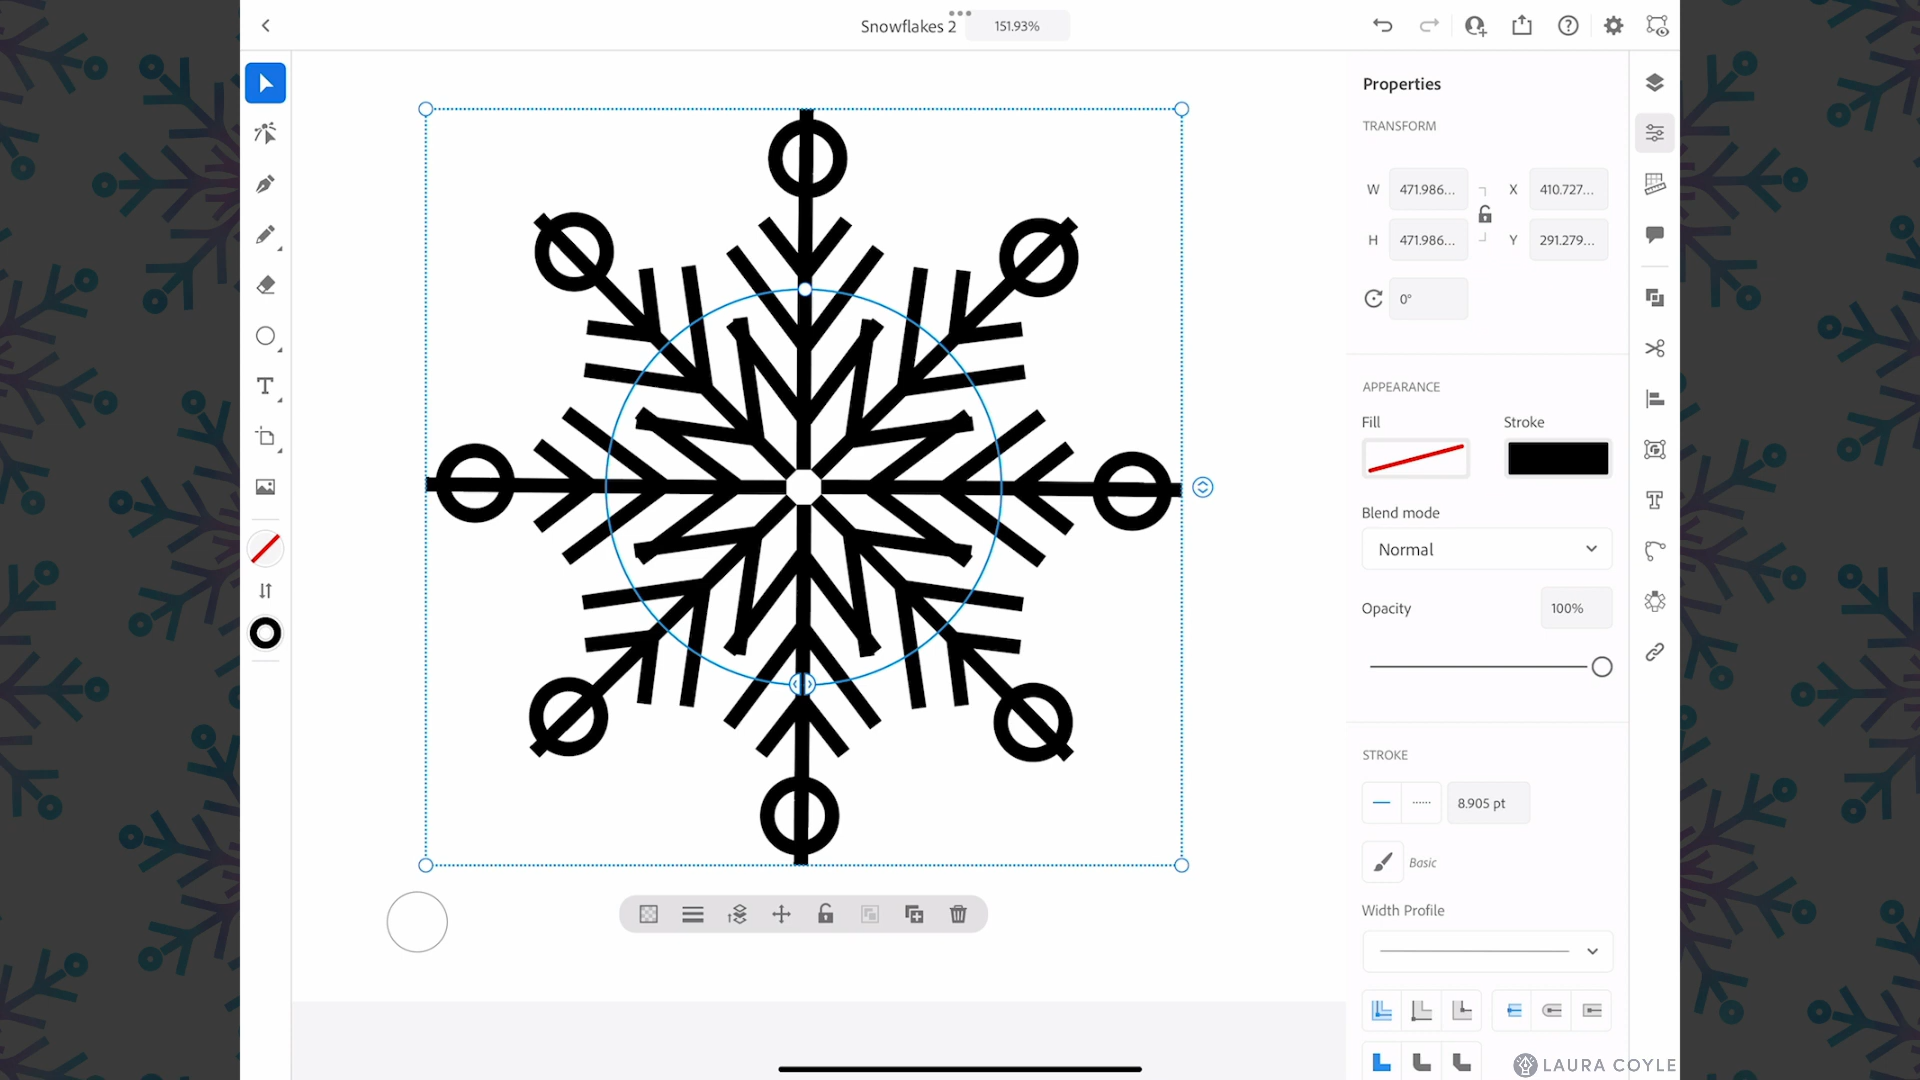 Snowflakes 2
151.93%
Properties
TRANSFORM
W 471.986... X 410.727...
H 471.986... Y 291.279...
0°
APPEARANCE
Fill Stroke
Blend mode
Normal
Opacity 100%
STROKE
8.905 pt
Basic
Width Profile
LAURA COYLE